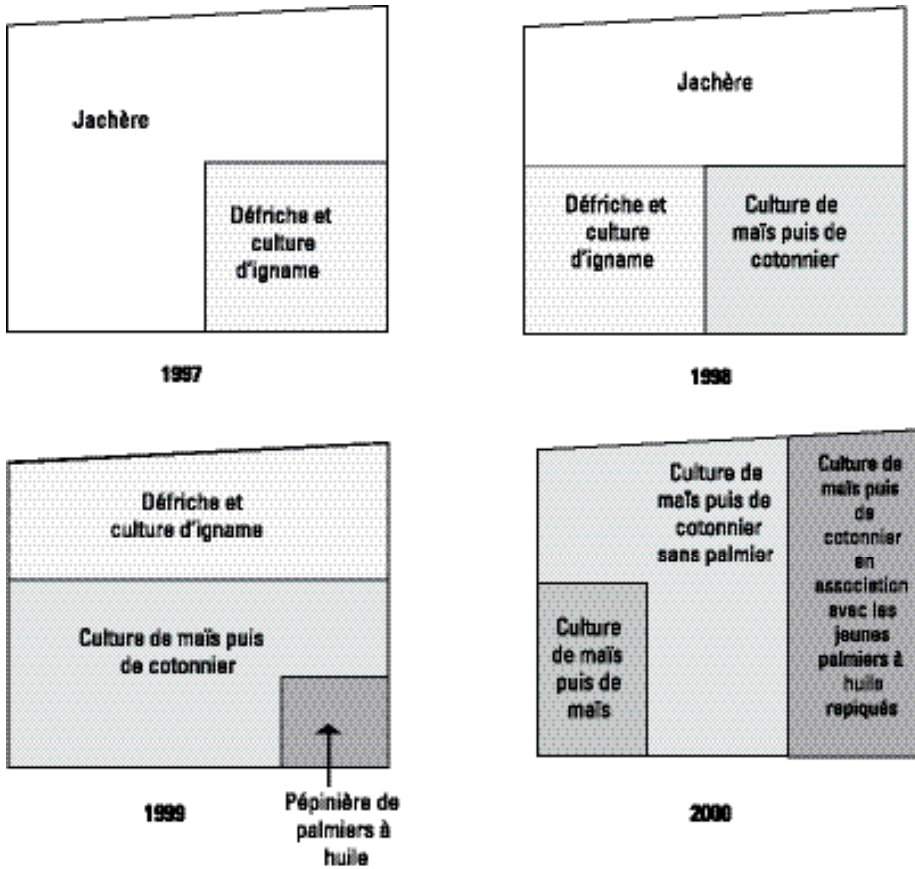 Jachère
Défriche et
culture
d'igname
1997
Jachère
Défriche et
culture
d'igname
Culture de
maïs puis de
cotonnier
1998
Défriche et
culture d'igname
Culture de maïs puis
de cotonnier
Pépinière de
palmiers à
huile
1999
Culture de
maïs puis de
cotonnier
sans palmier
Culture
de maïs
puis de
maïs
Culture de
maïs puis
de
cotonnier
en
association
avec les
jeunes
palmiers à
huile
repiqués
2000